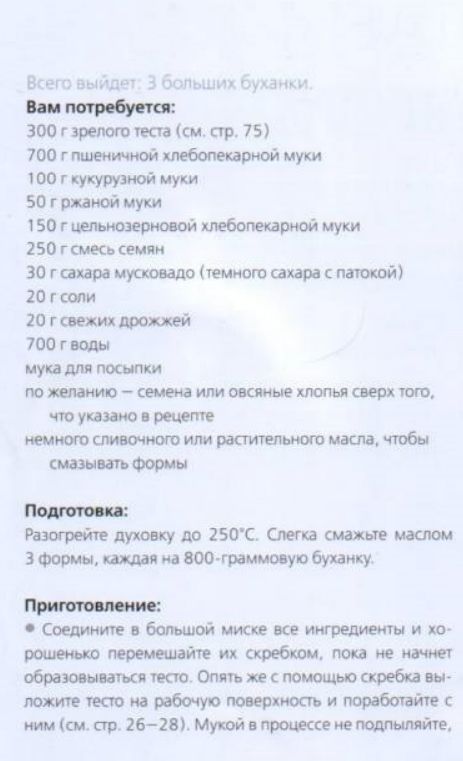 Всего выйдет: 3 больших буханки.
Вам потребуется:
300 г зрелого теста (см. стр. 75)
700 г пшеничной хлебопекарной муки
100 г кукурузной муки
50 г ржаной муки
150 г цельнозерновой хлебопекарной муки
250 г смесь семян
30 г сахара мусковадо (темного сахара с патокой)
20 г соли
20 г свежих дрожжей
700 г воды
мука для посыпки
по желанию — семена или овсяные хлопья сверх того,
что указано в рецепте
немного сливочного или растительного масла, чтобы
смазывать формы
Подготовка:
Разогрейте духовку до 250°C. Слегка смажьте маслом
3 формы, каждая на 800-граммовую буханку.
Приготовление:
• Соедините в большой миске все ингредиенты и хо-
рошенько перемешайте их скребком, пока не начнет
образовываться тесто. Опять же с помощью скребка вы-
ложите тесто на рабочую поверхность и поработайте с
ним (см. стр. 26–28). Мукой в процессе не подпыляйте,